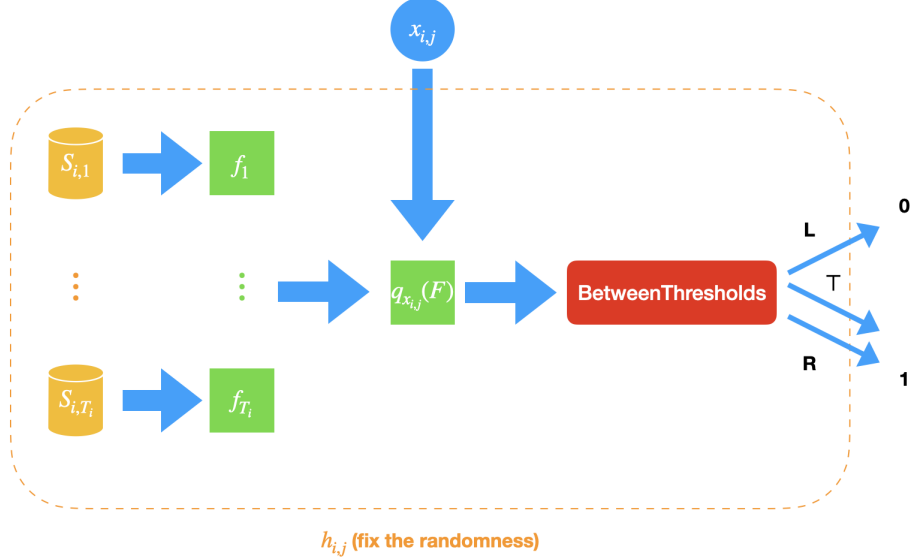 x_{i,j}
S_{i,1}
f_1
0
L
⋮
⋮
q_{x_{i,j}}(F)
BetweenThresholds
⊤
R
1
S_{i,T_i}
f_{T_i}
h_{i,j} (fix the randomness)